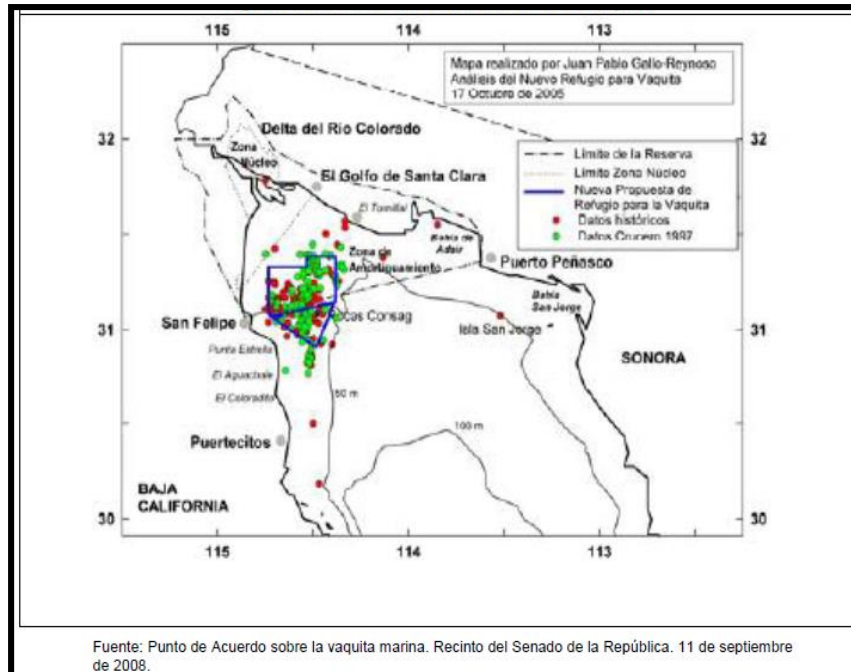 115 114 113
Mapa realizado por Juan Pablo Gallo-Reynoso
Análisis del Nuevo Refugio para Vaquita
17 Octubre de 2005
32 32
Delta del Río Colorado
Zona
Núcleo
El Golfo de Santa Clara
Límite de la Reserva
Límite Zona Núcleo
Nueva Propuesta de
Refugio para la Vaquita
Datos históricos
Datos Crucero 1997
El Tornillal
Bahía de
Adair
Zona de
Amortiguamiento
Puerto Peñasco
Bahía
San Jorge
San Felipe
31 31
Rocas Consag
Isla San Jorge
Punta Estrella
SONORA
El Coloradito
50 m
100 m
Puertecitos
BAJA
CALIFORNIA
30 30
115 114 113
Fuente: Punto de Acuerdo sobre la vaquita marina. Recinto del Senado de la República. 11 de septiembre
de 2008.